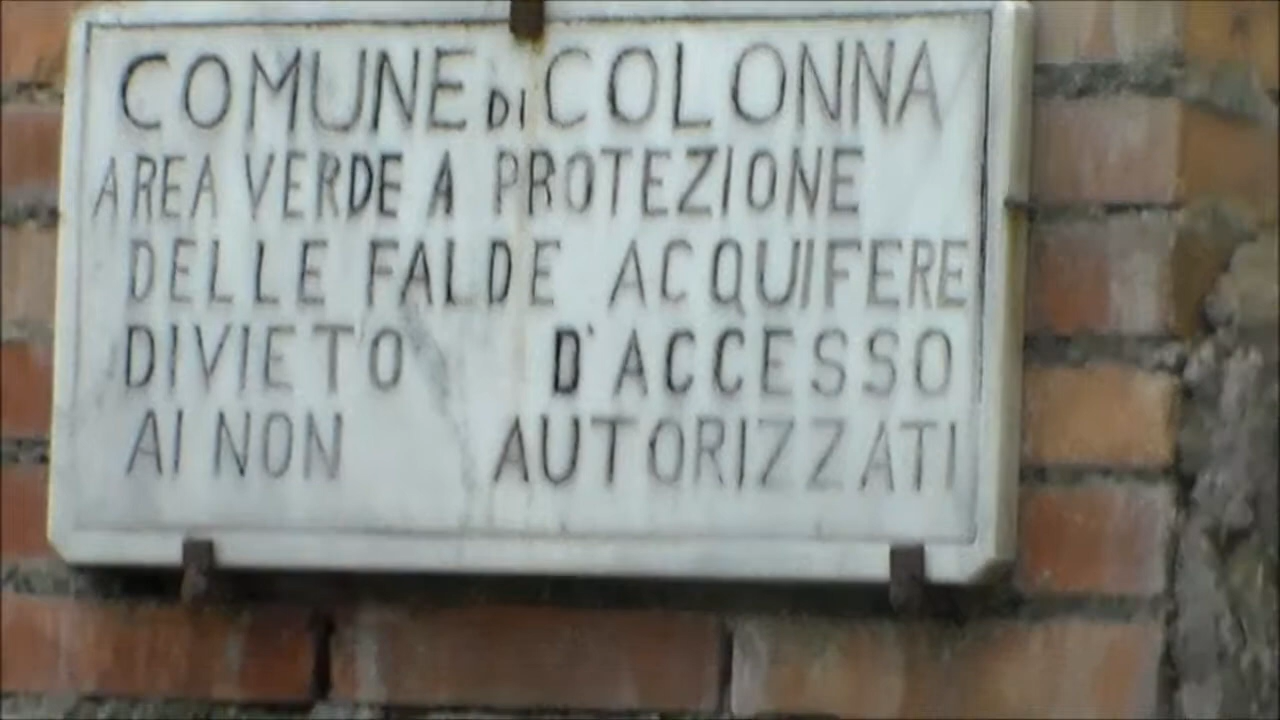 COMUNE DI COLONNA
AREA VERDE A PROTEZIONE
DELLE FALDE ACQUIFERE
DIVIETO D'ACCESSO
AI NON AUTORIZZATI